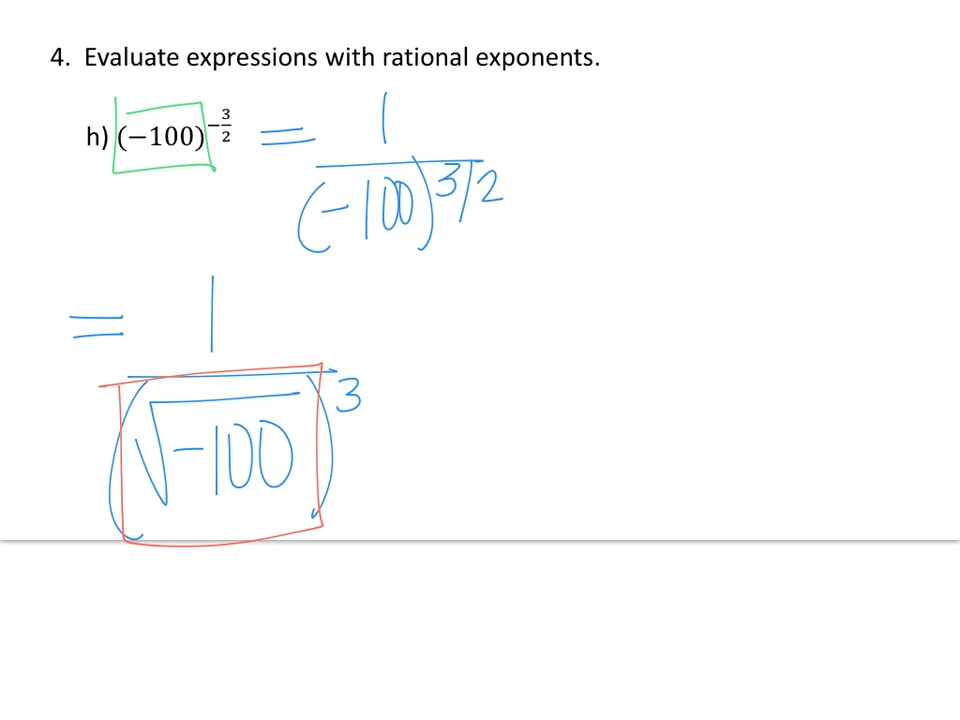 4. Evaluate expressions with rational exponents.
h) (−100)^{−3/2} = 1/(-100)^{3/2}
= 1/(√-100)^3